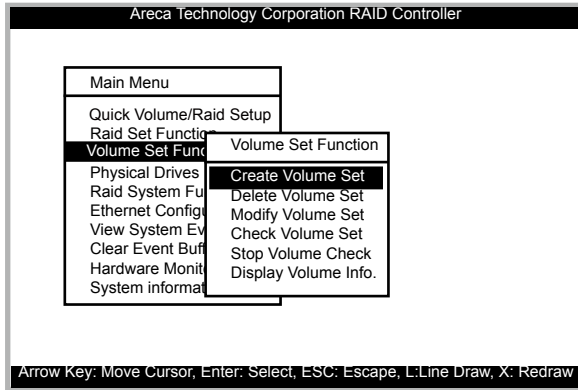 Areca Technology Corporation RAID Controller
Main Menu
Quick Volume/Raid Setup
Raid Set Function
Volume Set Func
Physical Drives
Raid System Fu
Ethernet Configu
View System Ev
Clear Event Buff
Hardware Monit
System informat
Volume Set Function
Create Volume Set
Delete Volume Set
Modify Volume Set
Check Volume Set
Stop Volume Check
Display Volume Info.
Arrow Key: Move Cursor, Enter: Select, ESC: Escape, L:Line Draw, X: Redraw